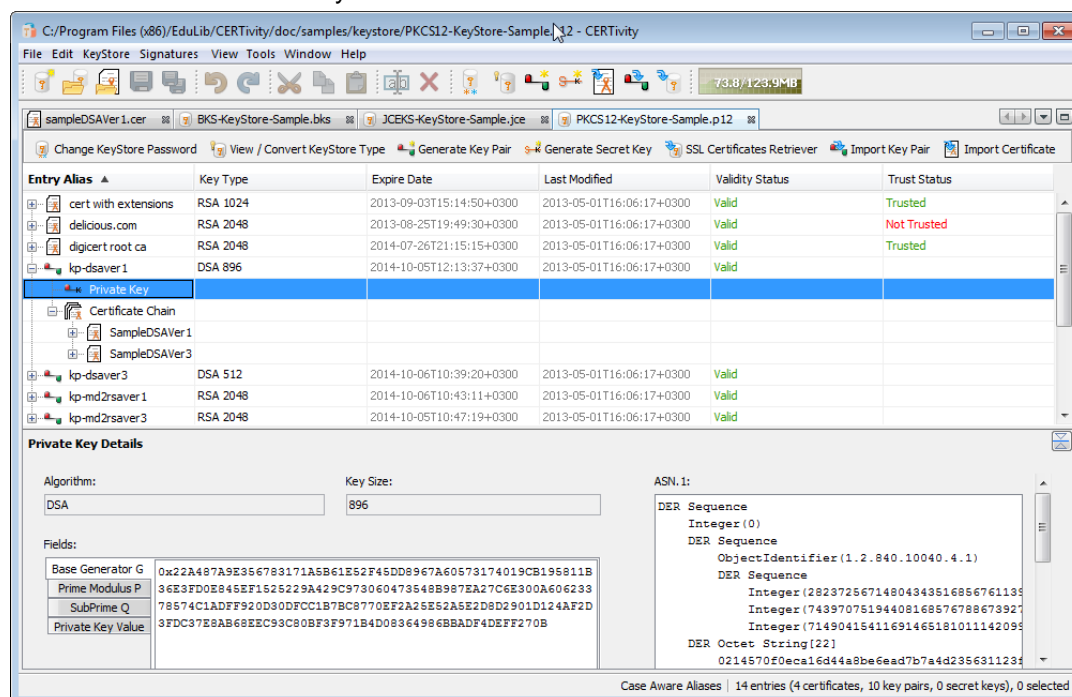 C:/Program Files (x86)/EduLib/CERTivity/doc/samples/keystore/PKCS12-KeyStore-Sample.p12 - CERTivity
File Edit KeyStore Signatures View Tools Window Help
73.8/123.9MB
sampleDSAVer1.cer BKS-KeyStore-Sample.bks JCEKS-KeyStore-Sample.jce PKCS12-KeyStore-Sample.p12
Change KeyStore Password View / Convert KeyStore Type Generate Key Pair Generate Secret Key SSL Certificates Retriever Import Key Pair Import Certificate
Entry Alias Key Type Expire Date Last Modified Validity Status Trust Status
cert with extensions RSA 1024 2013-09-03T15:14:50+0300 2013-05-01T16:06:17+0300 Valid Trusted
delicious.com RSA 2048 2013-08-25T19:49:30+0300 2013-05-01T16:06:17+0300 Valid Not Trusted
digicert root ca RSA 2048 2014-07-26T21:15:15+0300 2013-05-01T16:06:17+0300 Valid Trusted
kp-dsaver1 DSA 896 2014-10-05T12:13:37+0300 2013-05-01T16:06:17+0300 Valid
Private Key
Certificate Chain
SampleDSAVer1
SampleDSAVer3
kp-dsaver3 DSA 512 2014-10-06T10:39:20+0300 2013-05-01T16:06:17+0300 Valid
kp-md2rsaver1 RSA 2048 2014-10-06T10:43:11+0300 2013-05-01T16:06:17+0300 Valid
kp-md2rsaver3 RSA 2048 2014-10-05T10:47:19+0300 2013-05-01T16:06:17+0300 Valid
Private Key Details
Algorithm: Key Size:
DSA 896
Fields:
Base Generator G
Prime Modulus P
SubPrime Q
Private Key Value
0x22A487A9E356783171A5B61E52F45DD8967A60573174019CB195811B
36E3FD0E845EF1525229A429C973060473548B987EA27C6E300A606233
78574C1ADFF920D30DFCC1B7BC8770EF2A25E52A5E2D8D2901D124AF2D
3FDC37E8AB68EEC93C80BF3F971B4D08364986BBADF4DEFF270B
ASN.1:
DER Sequence
Integer(0)
DER Sequence
ObjectIdentifier(1.2.840.10040.4.1)
DER Sequence
Integer(28237256714804343516856761139
Integer(74397075194408168576788673927
Integer(71490415411691465181011142099
DER Octet String[22]
0214570f0eca16d44a8be6ead7b7a4d235631123f
Case Aware Aliases 14 entries (4 certificates, 10 key pairs, 0 secret keys), 0 selected